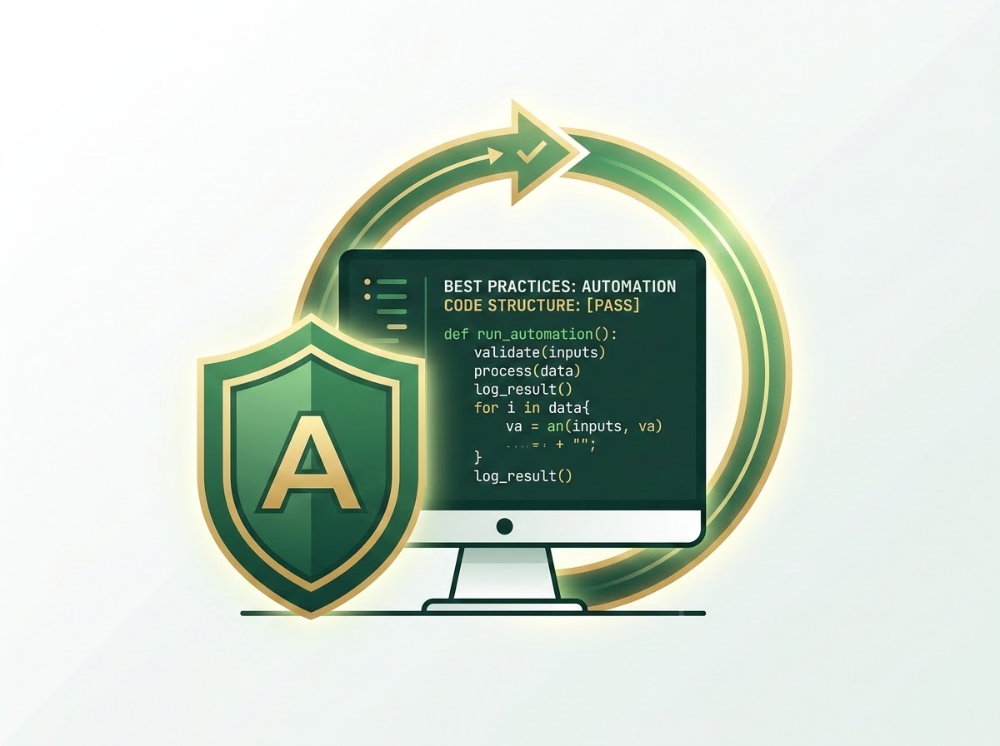 BEST PRACTICES: AUTOMATION
CODE STRUCTURE: [PASS]
def run_automation():
validate(inputs)
process(data)
log_result()
for i in data{
va = an(inputs, va)
+ "";
}
log_result()
A